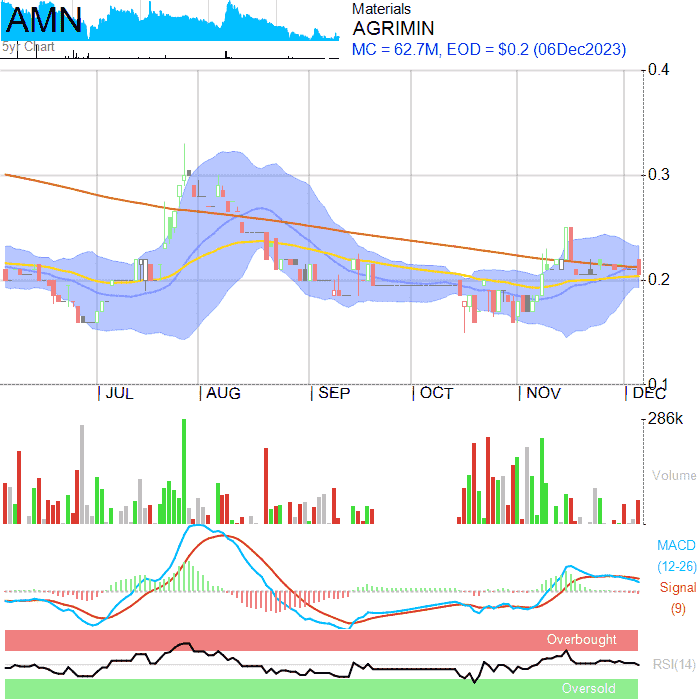 AMN
5yr Chart
Materials
AGRIMIN
MC = 62.7M, EOD = $0.2 (06Dec2023)
0.4
0.3
0.2
0.1
JUL AUG SEP OCT NOV DEC
286k
Volume
MACD
(12-26)
Signal
(9)
Overbought
RSI(14)
Oversold